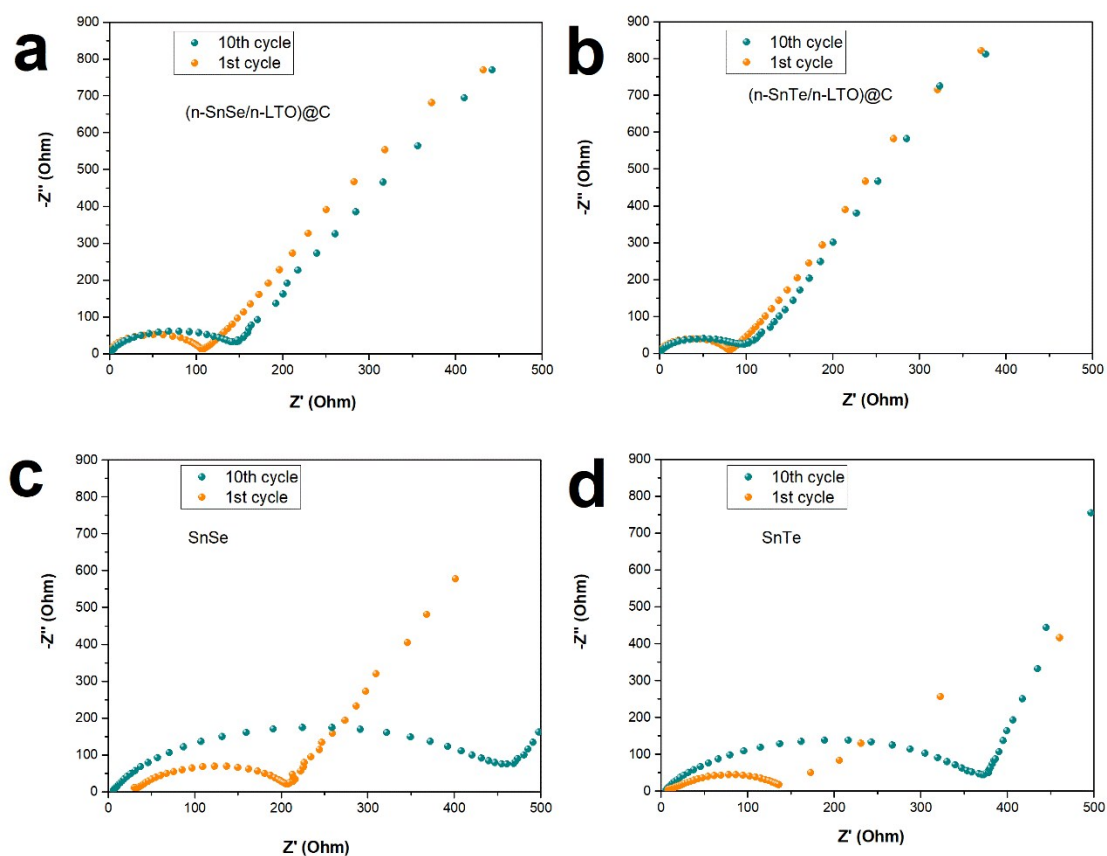 a
10th cycle
1st cycle
(n-SnSe/n-LTO)@C
900
800
700
600
500
400
300
200
100
0
-Z'' (Ohm)
0 100 200 300 400 500
Z' (Ohm)
b
10th cycle
1st cycle
(n-SnTe/n-LTO)@C
900
800
700
600
500
400
300
200
100
0
-Z'' (Ohm)
0 100 200 300 400 500
Z' (Ohm)
c
10th cycle
1st cycle
SnSe
900
800
700
600
500
400
300
200
100
0
-Z'' (Ohm)
0 100 200 300 400 500
Z' (Ohm)
d
10th cycle
1st cycle
SnTe
900
800
700
600
500
400
300
200
100
0
-Z'' (Ohm)
0 100 200 300 400 500
Z' (Ohm)